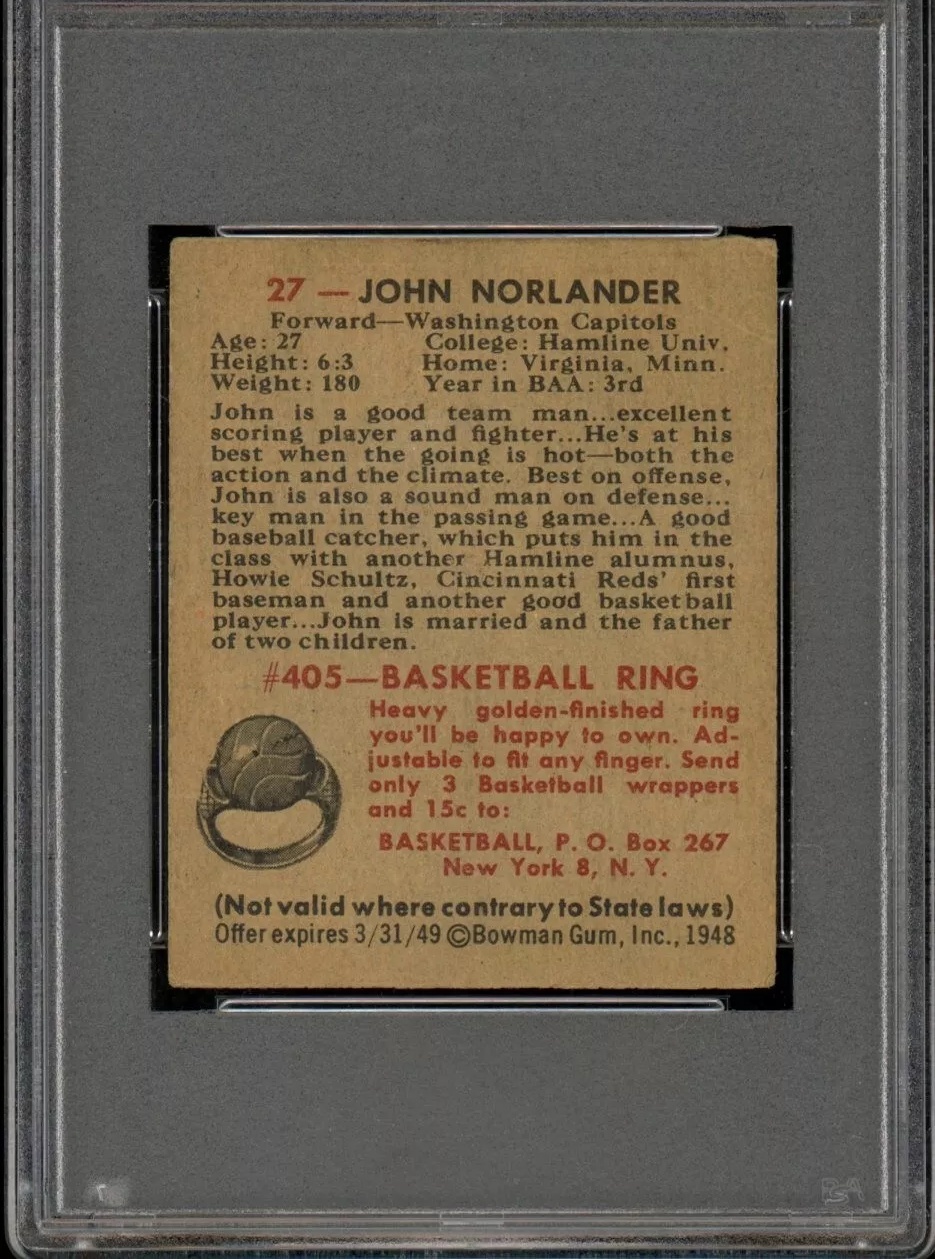 27 — JOHN NORLANDER
Forward—Washington Capitols
Age: 27 College: Hamline Univ.
Height: 6:3 Home: Virginia, Minn.
Weight: 180 Year in BAA: 3rd
John is a good team man...excellent
scoring player and fighter...He's at his
best when the going is hot—both the
action and the climate. Best on offense,
John is also a sound man on defense...
key man in the passing game...A good
baseball catcher, which puts him in the
class with another Hamline alumnus,
Howie Schultz, Cincinnati Reds' first
baseman and another good basketball
player...John is married and the father
of two children.
#405—BASKETBALL RING
Heavy golden-finished ring
you'll be happy to own. Ad-
justable to fit any finger. Send
only 3 Basketball wrappers
and 15c to:
BASKETBALL, P. O. Box 267
New York 8, N. Y.
(Not valid where contrary to State laws)
Offer expires 3/31/49 ©Bowman Gum, Inc., 1948
PSA